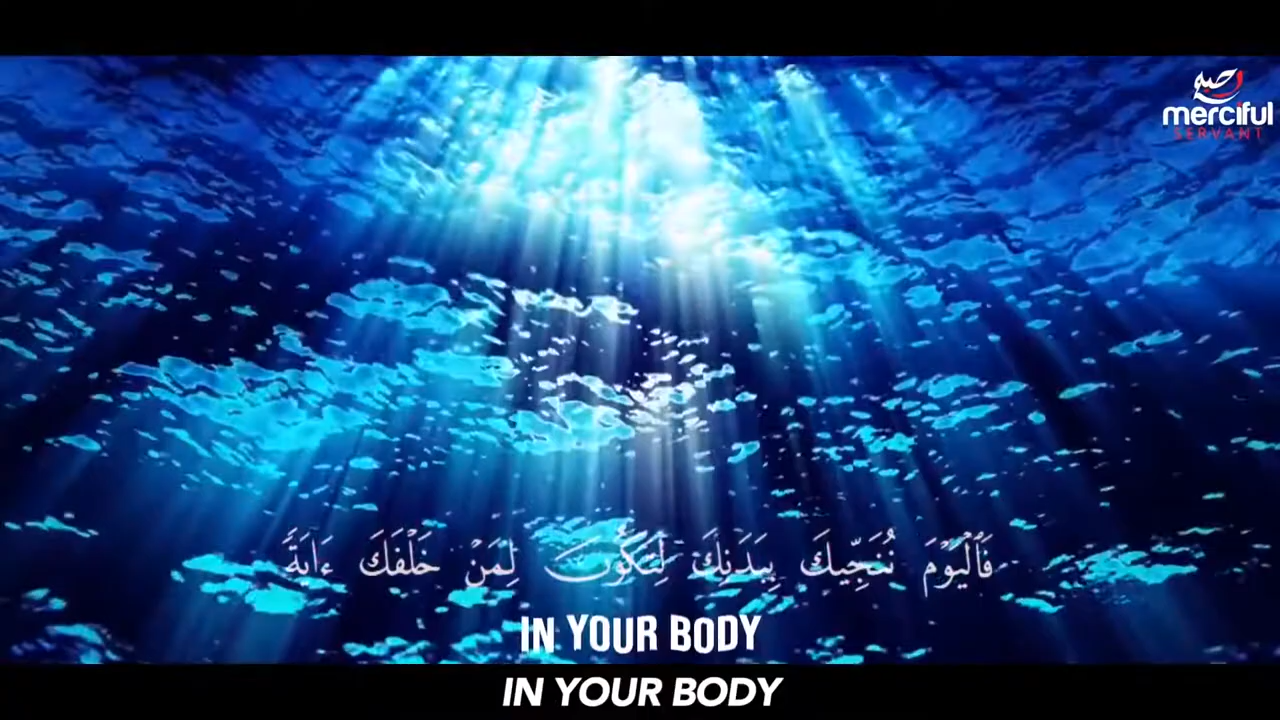 merciful
SERVANT
فَٱلْيَوْمَ نُنَجِّيكَ بِبَدَنِكَ لِتَكُونَ لِمَنْ خَلْفَكَ ءَايَةً
IN YOUR BODY
IN YOUR BODY